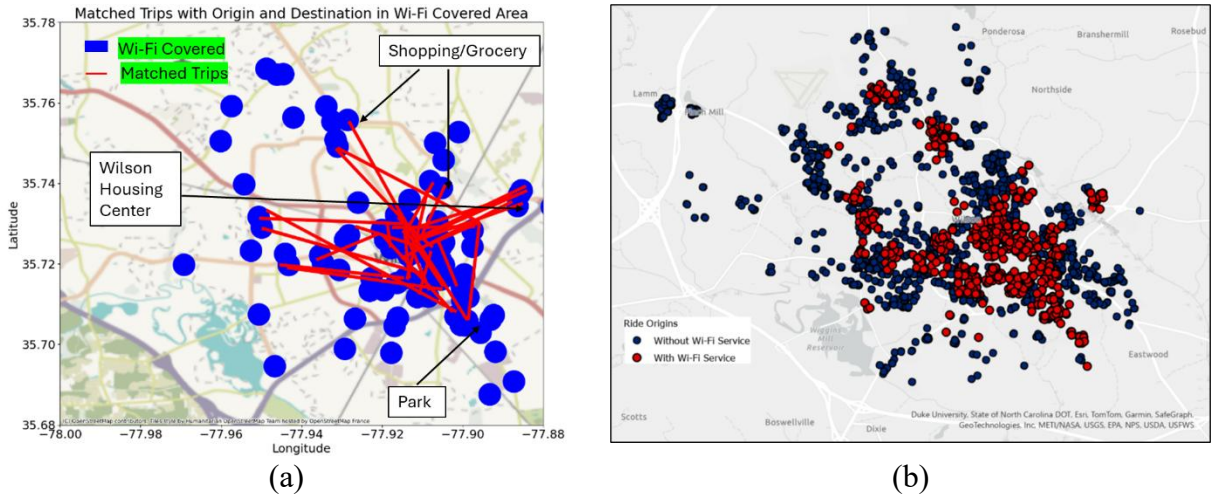 Matched Trips with Origin and Destination in Wi-Fi Covered Area
35.78
35.76
35.74
35.72
35.70
35.68
Latitude
Wi-Fi Covered
Matched Trips
Shopping/Grocery
Wilson
Housing
Center
Park
−78.00
−77.98
−77.96
−77.94
−77.92
−77.90
−77.88
Longitude
(a)
Ponderosa
Branshermill
Rosebud
Lamm
Northside
Ride Origins
Without Wi-Fi Service
With Wi-Fi Service
Wiggins
Mill
Reservoir
Eastwood
Scotts
Boswellville
Dixie
Duke University, State of North Carolina DOT, Esri, TomTom, Garmin, SafeGraph,
GeoTechnologies, Inc, METI/NASA, USGS, EPA, NPS, USDA, USFWS
(b)